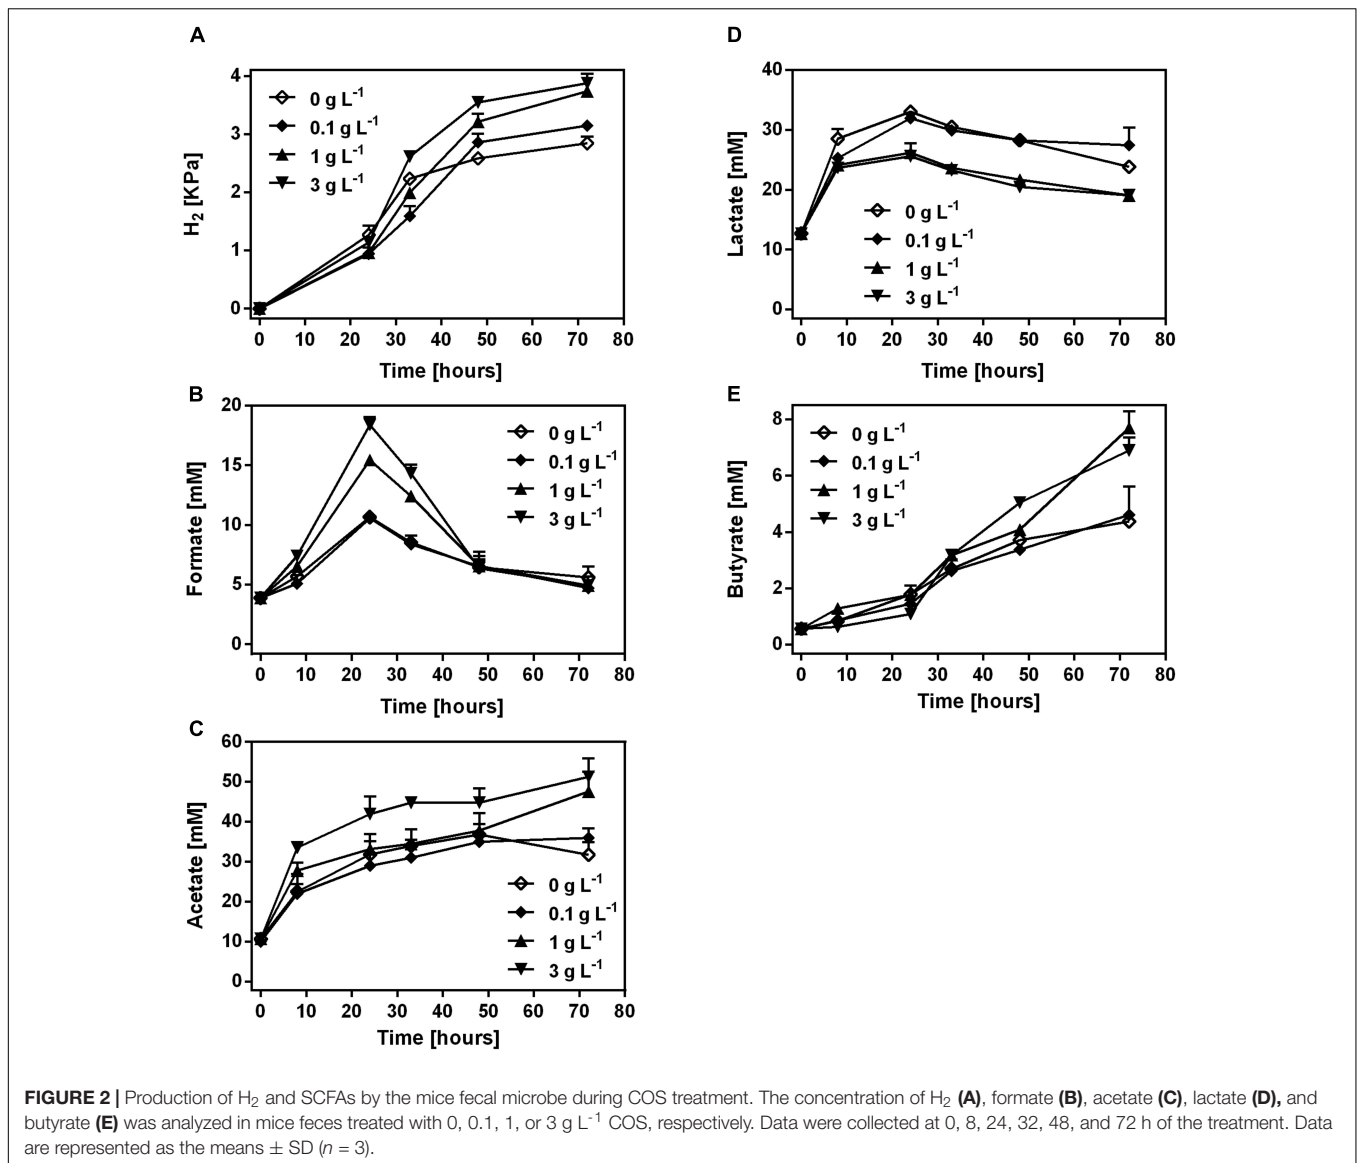 A
H2 [KPa]
4
3
2
1
0
0 g L-1
0.1 g L-1
1 g L-1
3 g L-1
0 10 20 30 40 50 60 70 80
Time [hours]
D
Lactate [mM]
40
30
20
10
0
0 g L-1
0.1 g L-1
1 g L-1
3 g L-1
0 10 20 30 40 50 60 70 80
Time [hours]
B
Formate [mM]
20
15
10
5
0
0 g L-1
0.1 g L-1
1 g L-1
3 g L-1
0 10 20 30 40 50 60 70 80
Time [hours]
E
Butyrate [mM]
8
6
4
2
0
0 g L-1
0.1 g L-1
1 g L-1
3 g L-1
0 10 20 30 40 50 60 70 80
Time [hours]
C
Acetate [mM]
60
50
40
30
20
10
0
0 g L-1
0.1 g L-1
1 g L-1
3 g L-1
0 10 20 30 40 50 60 70 80
Time [hours]
FIGURE 2 | Production of H2 and SCFAs by the mice fecal microbe during COS treatment. The concentration of H2 (A), formate (B), acetate (C), lactate (D), and
butyrate (E) was analyzed in mice feces treated with 0, 0.1, 1, or 3 g L-1 COS, respectively. Data were collected at 0, 8, 24, 32, 48, and 72 h of the treatment. Data
are represented as the means ± SD (n = 3).